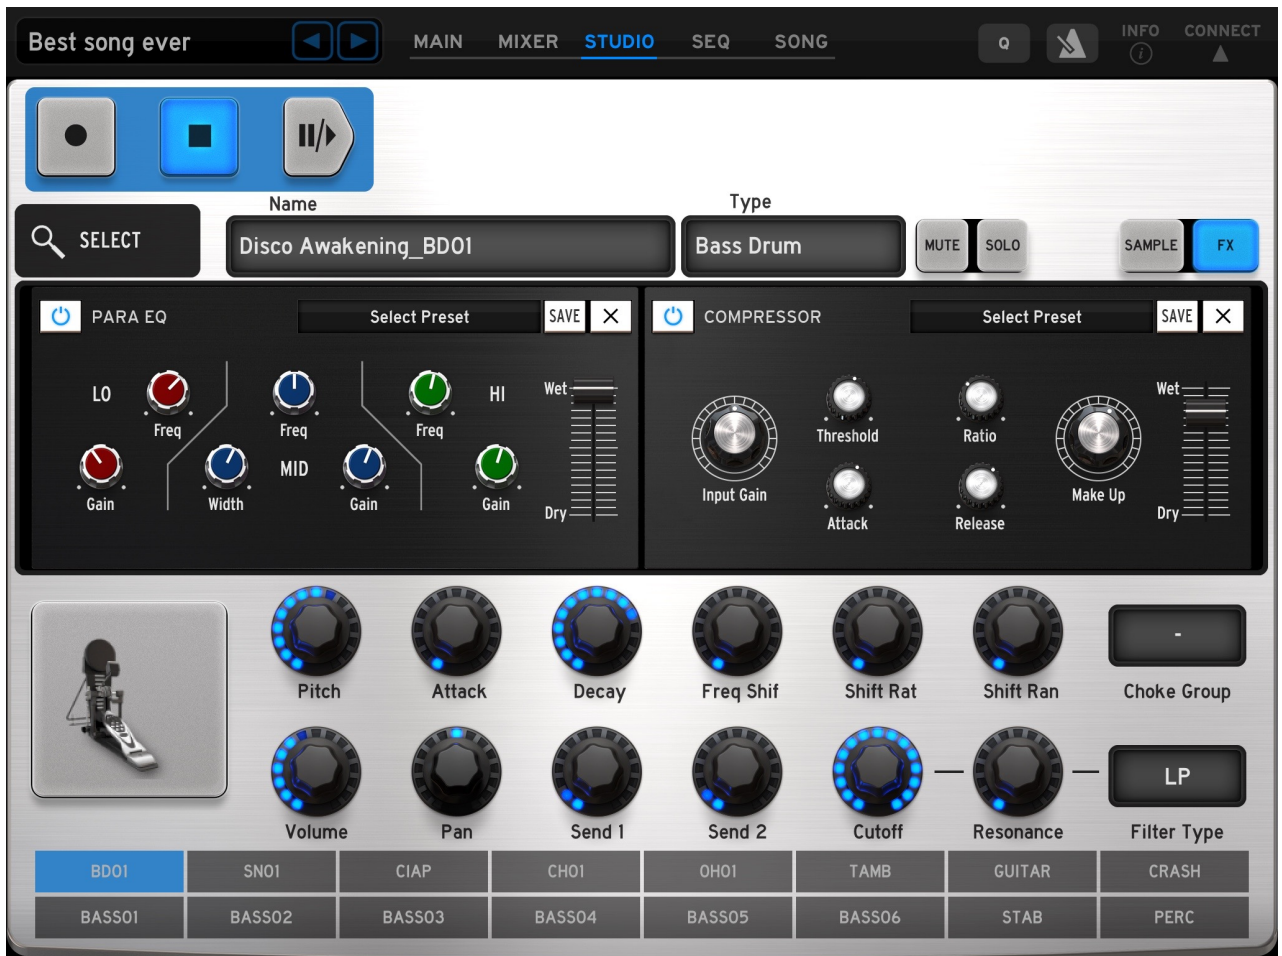 Best song ever
MAIN MIXER STUDIO SEQ SONG
Q
INFO
i
CONNECT
Name
Type
SELECT
Disco Awakening_BD01
Bass Drum
MUTE
SOLO
SAMPLE
FX
PARA EQ
Select Preset
SAVE
COMPRESSOR
Select Preset
SAVE
LO
Freq
Freq
Freq
HI
Wet
Gain
Width
MID
Gain
Gain
Dry
Input Gain
Threshold
Attack
Ratio
Release
Make Up
Wet
Dry
Pitch
Attack
Decay
Freq Shif
Shift Rat
Shift Ran
-
Choke Group
Volume
Pan
Send 1
Send 2
Cutoff
Resonance
LP
Filter Type
BD01 SN01 ClAP CH01 OH01 TAMB GUITAR CRASH
BASS01 BASS02 BASS03 BASS04 BASS05 BASS06 STAB PERC